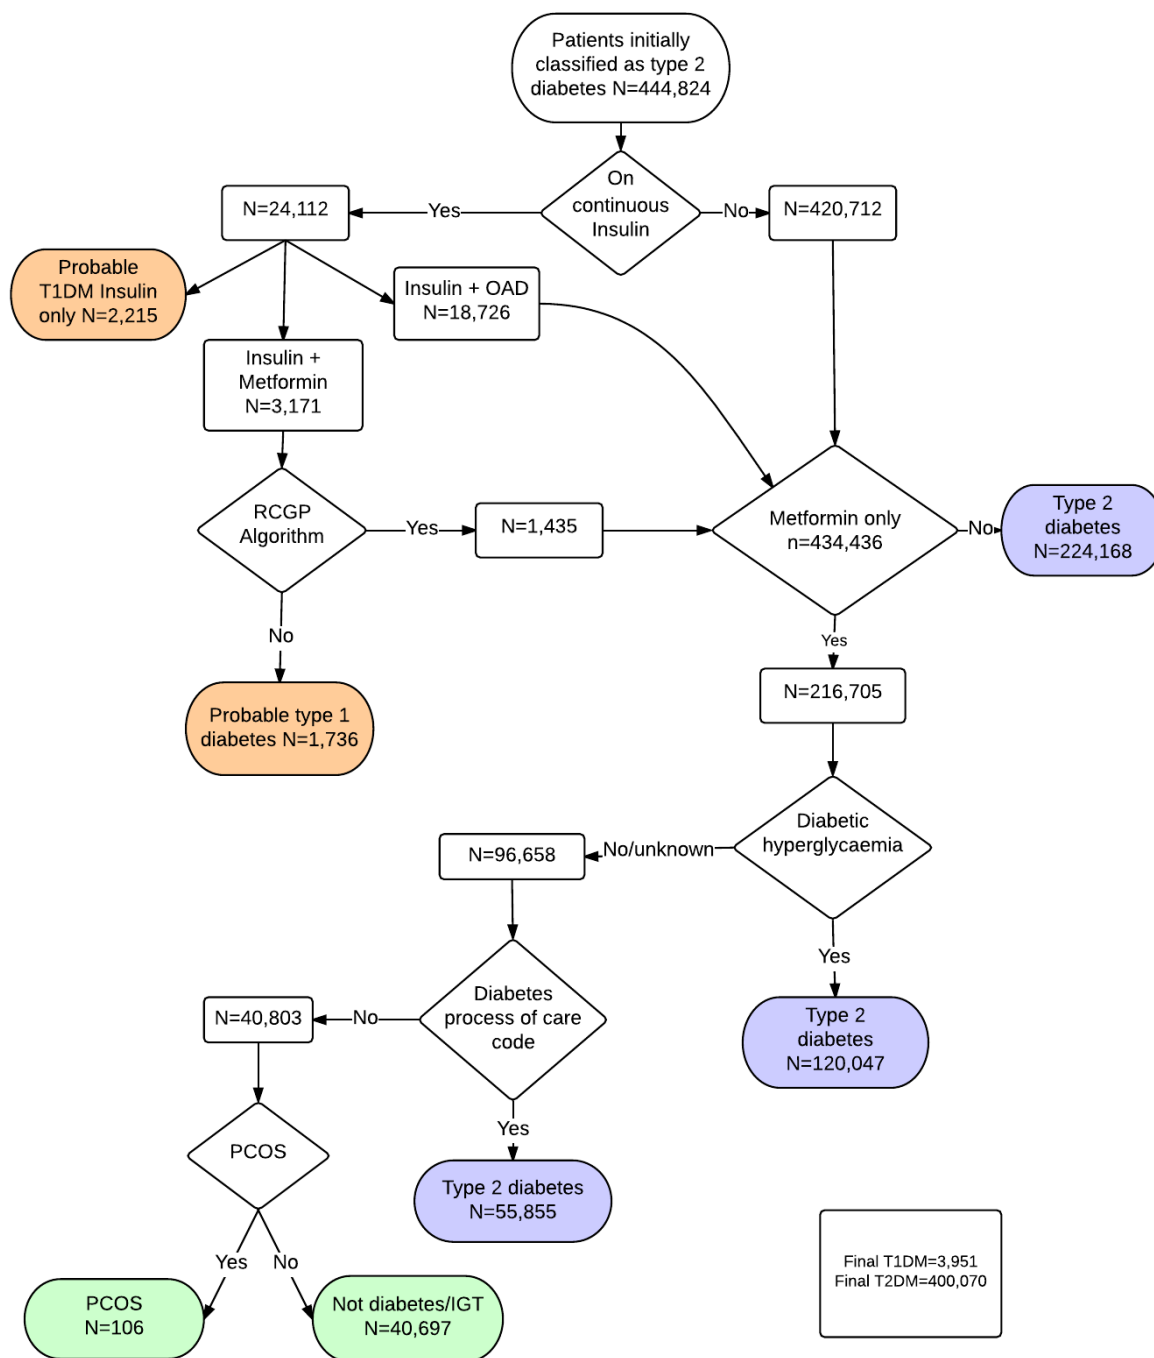 Patients initially
classified as type 2
diabetes N=444,824
On
continuous
Insulin
Yes
No
N=24,112
N=420,712
Probable
T1DM Insulin
only N=2,215
Insulin + OAD
N=18,726
Insulin +
Metformin
N=3,171
RCGP
Algorithm
Yes
N=1,435
Metformin only
n=434,436
No
Type 2
diabetes
N=224,168
No
Yes
Probable type 1
diabetes N=1,736
N=216,705
Diabetic
hyperglycaemia
No/unknown
N=96,658
Yes
Type 2
diabetes
N=120,047
Diabetes
process of care
code
No
N=40,803
Yes
PCOS
Type 2 diabetes
N=55,855
Yes
No
PCOS
N=106
Not diabetes/IGT
N=40,697
Final T1DM=3,951
Final T2DM=400,070